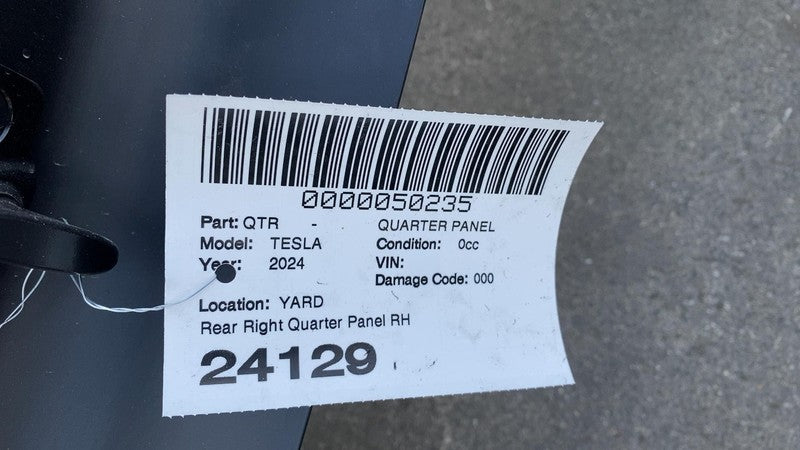 0000050235
Part: QTR - QUARTER PANEL
Model: TESLA Condition: 0cc
Year: 2024 VIN:
Damage Code: 000
Location: YARD
Rear Right Quarter Panel RH
24129